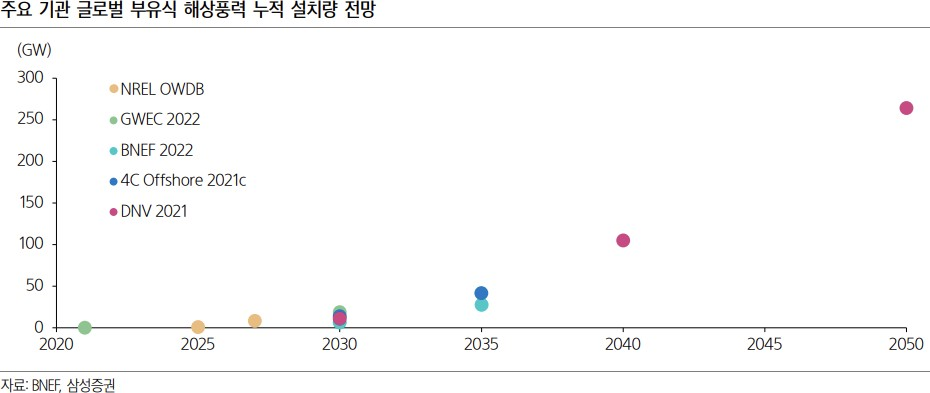 주요 기관 글로벌 부유식 해상풍력 누적 설치량 전망
(GW)
300
250
200
150
100
50
0
NREL OWDB
GWEC 2022
BNEF 2022
4C Offshore 2021c
DNV 2021
2020 2025 2030 2035 2040 2045 2050
자료: BNEF, 삼성증권